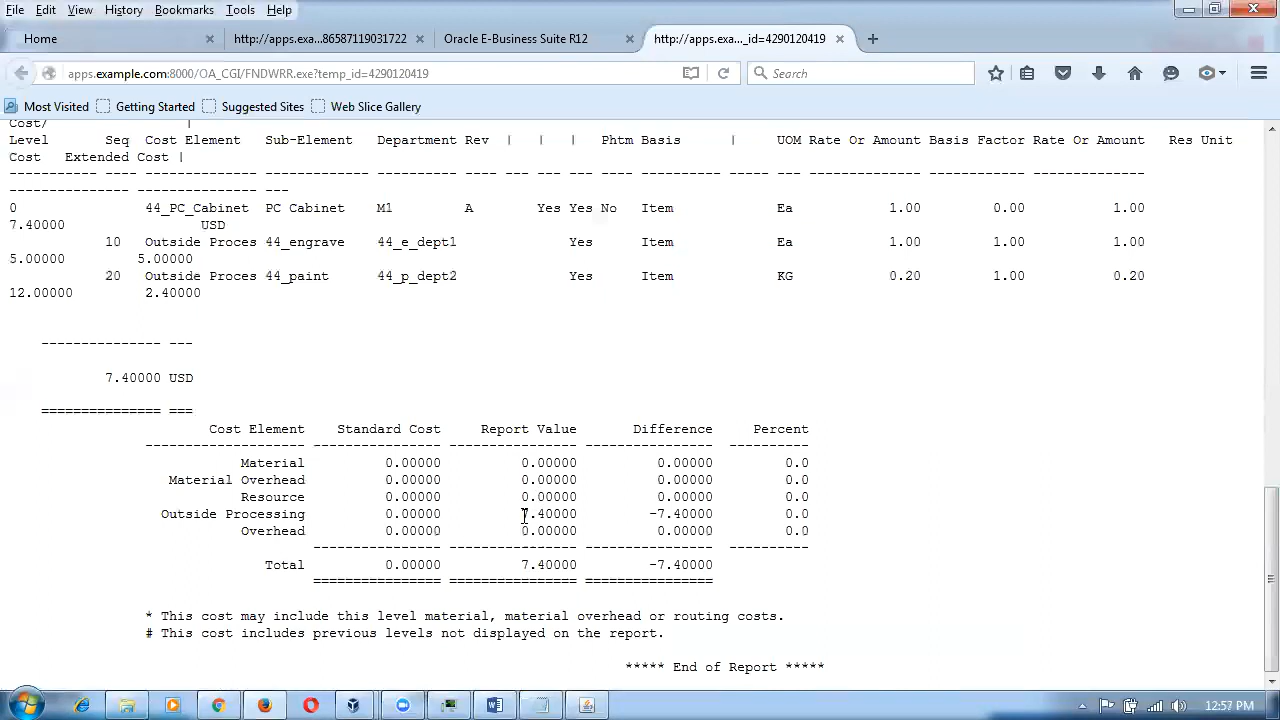 File Edit View History Bookmarks Tools Help
Home http://apps.exa...86587119031722 Oracle E-Business Suite R12 http://apps.exa..._id=4290120419
apps.example.com:8000/OA_CGI/FNDWRR.exe?temp_id=4290120419 Search
Most Visited Getting Started Suggested Sites Web Slice Gallery
Cost/ |
Level Seq Cost Element Sub-Element Department Rev | | | Phtm Basis | UOM Rate Or Amount Basis Factor Rate Or Amount Res Unit
Cost Extended Cost |
----------- ---- -------------- ------------- ---------- ---- --- --- --- ---- ---------- ----- --- -------------- ------------ --------------
--------------- --------------- ---
0 44_PC_Cabinet PC Cabinet M1 A Yes Yes No Item Ea 1.00 0.00 1.00
7.40000 USD
10 Outside Proces 44_engrave 44_e_dept1 Yes Item Ea 1.00 1.00 1.00
5.00000 5.00000
20 Outside Proces 44_paint 44_p_dept2 Yes Item KG 0.20 1.00 0.20
12.00000 2.40000
--------------- ---
7.40000 USD
=============== ===
Cost Element Standard Cost Report Value Difference Percent
-------------------- ---------------- ---------------- ---------------- ----------
Material 0.00000 0.00000 0.00000 0.0
Material Overhead 0.00000 0.00000 0.00000 0.0
Resource 0.00000 0.00000 0.00000 0.0
Outside Processing 0.00000 7.40000 -7.40000 0.0
Overhead 0.00000 0.00000 0.00000 0.0
---------------- ---------------- ---------------- ----------
Total 0.00000 7.40000 -7.40000
================ ================ ================
* This cost may include this level material, material overhead or routing costs.
# This cost includes previous levels not displayed on the report.
***** End of Report *****
12:57 PM